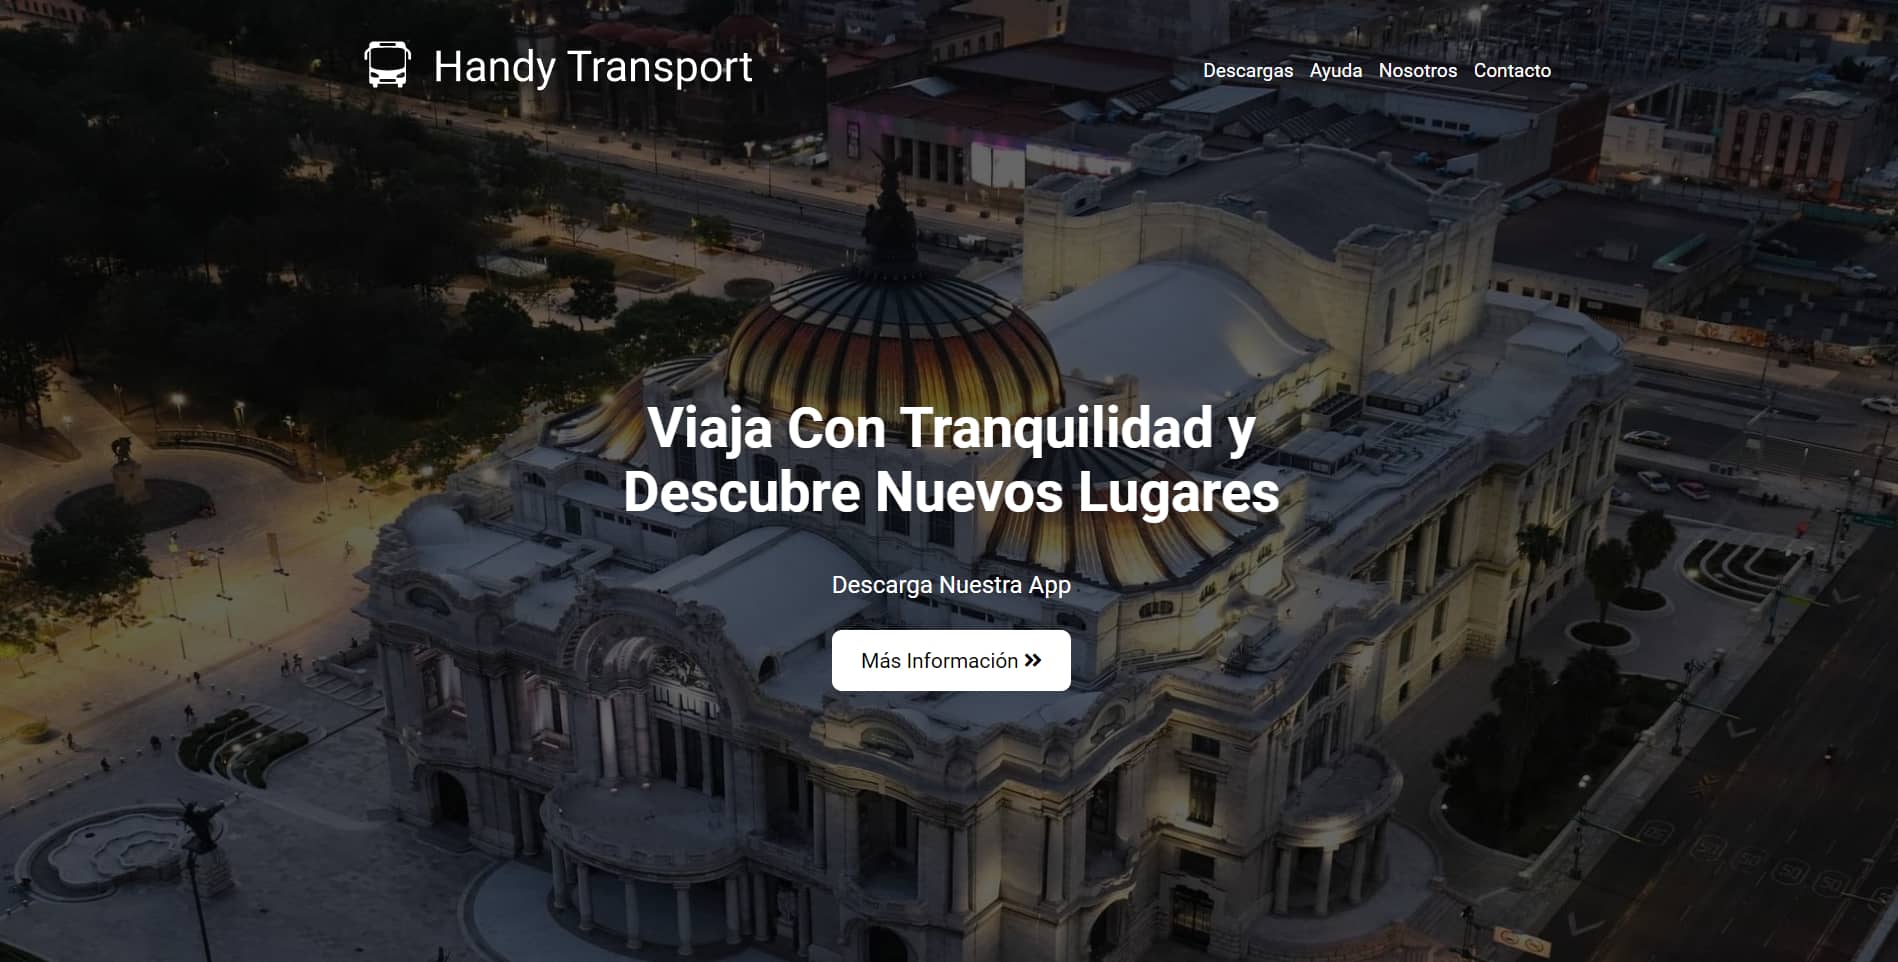 Handy Transport
Descargas Ayuda Nosotros Contacto
Viaja Con Tranquilidad y
Descubre Nuevos Lugares
Descarga Nuestra App
Más Información